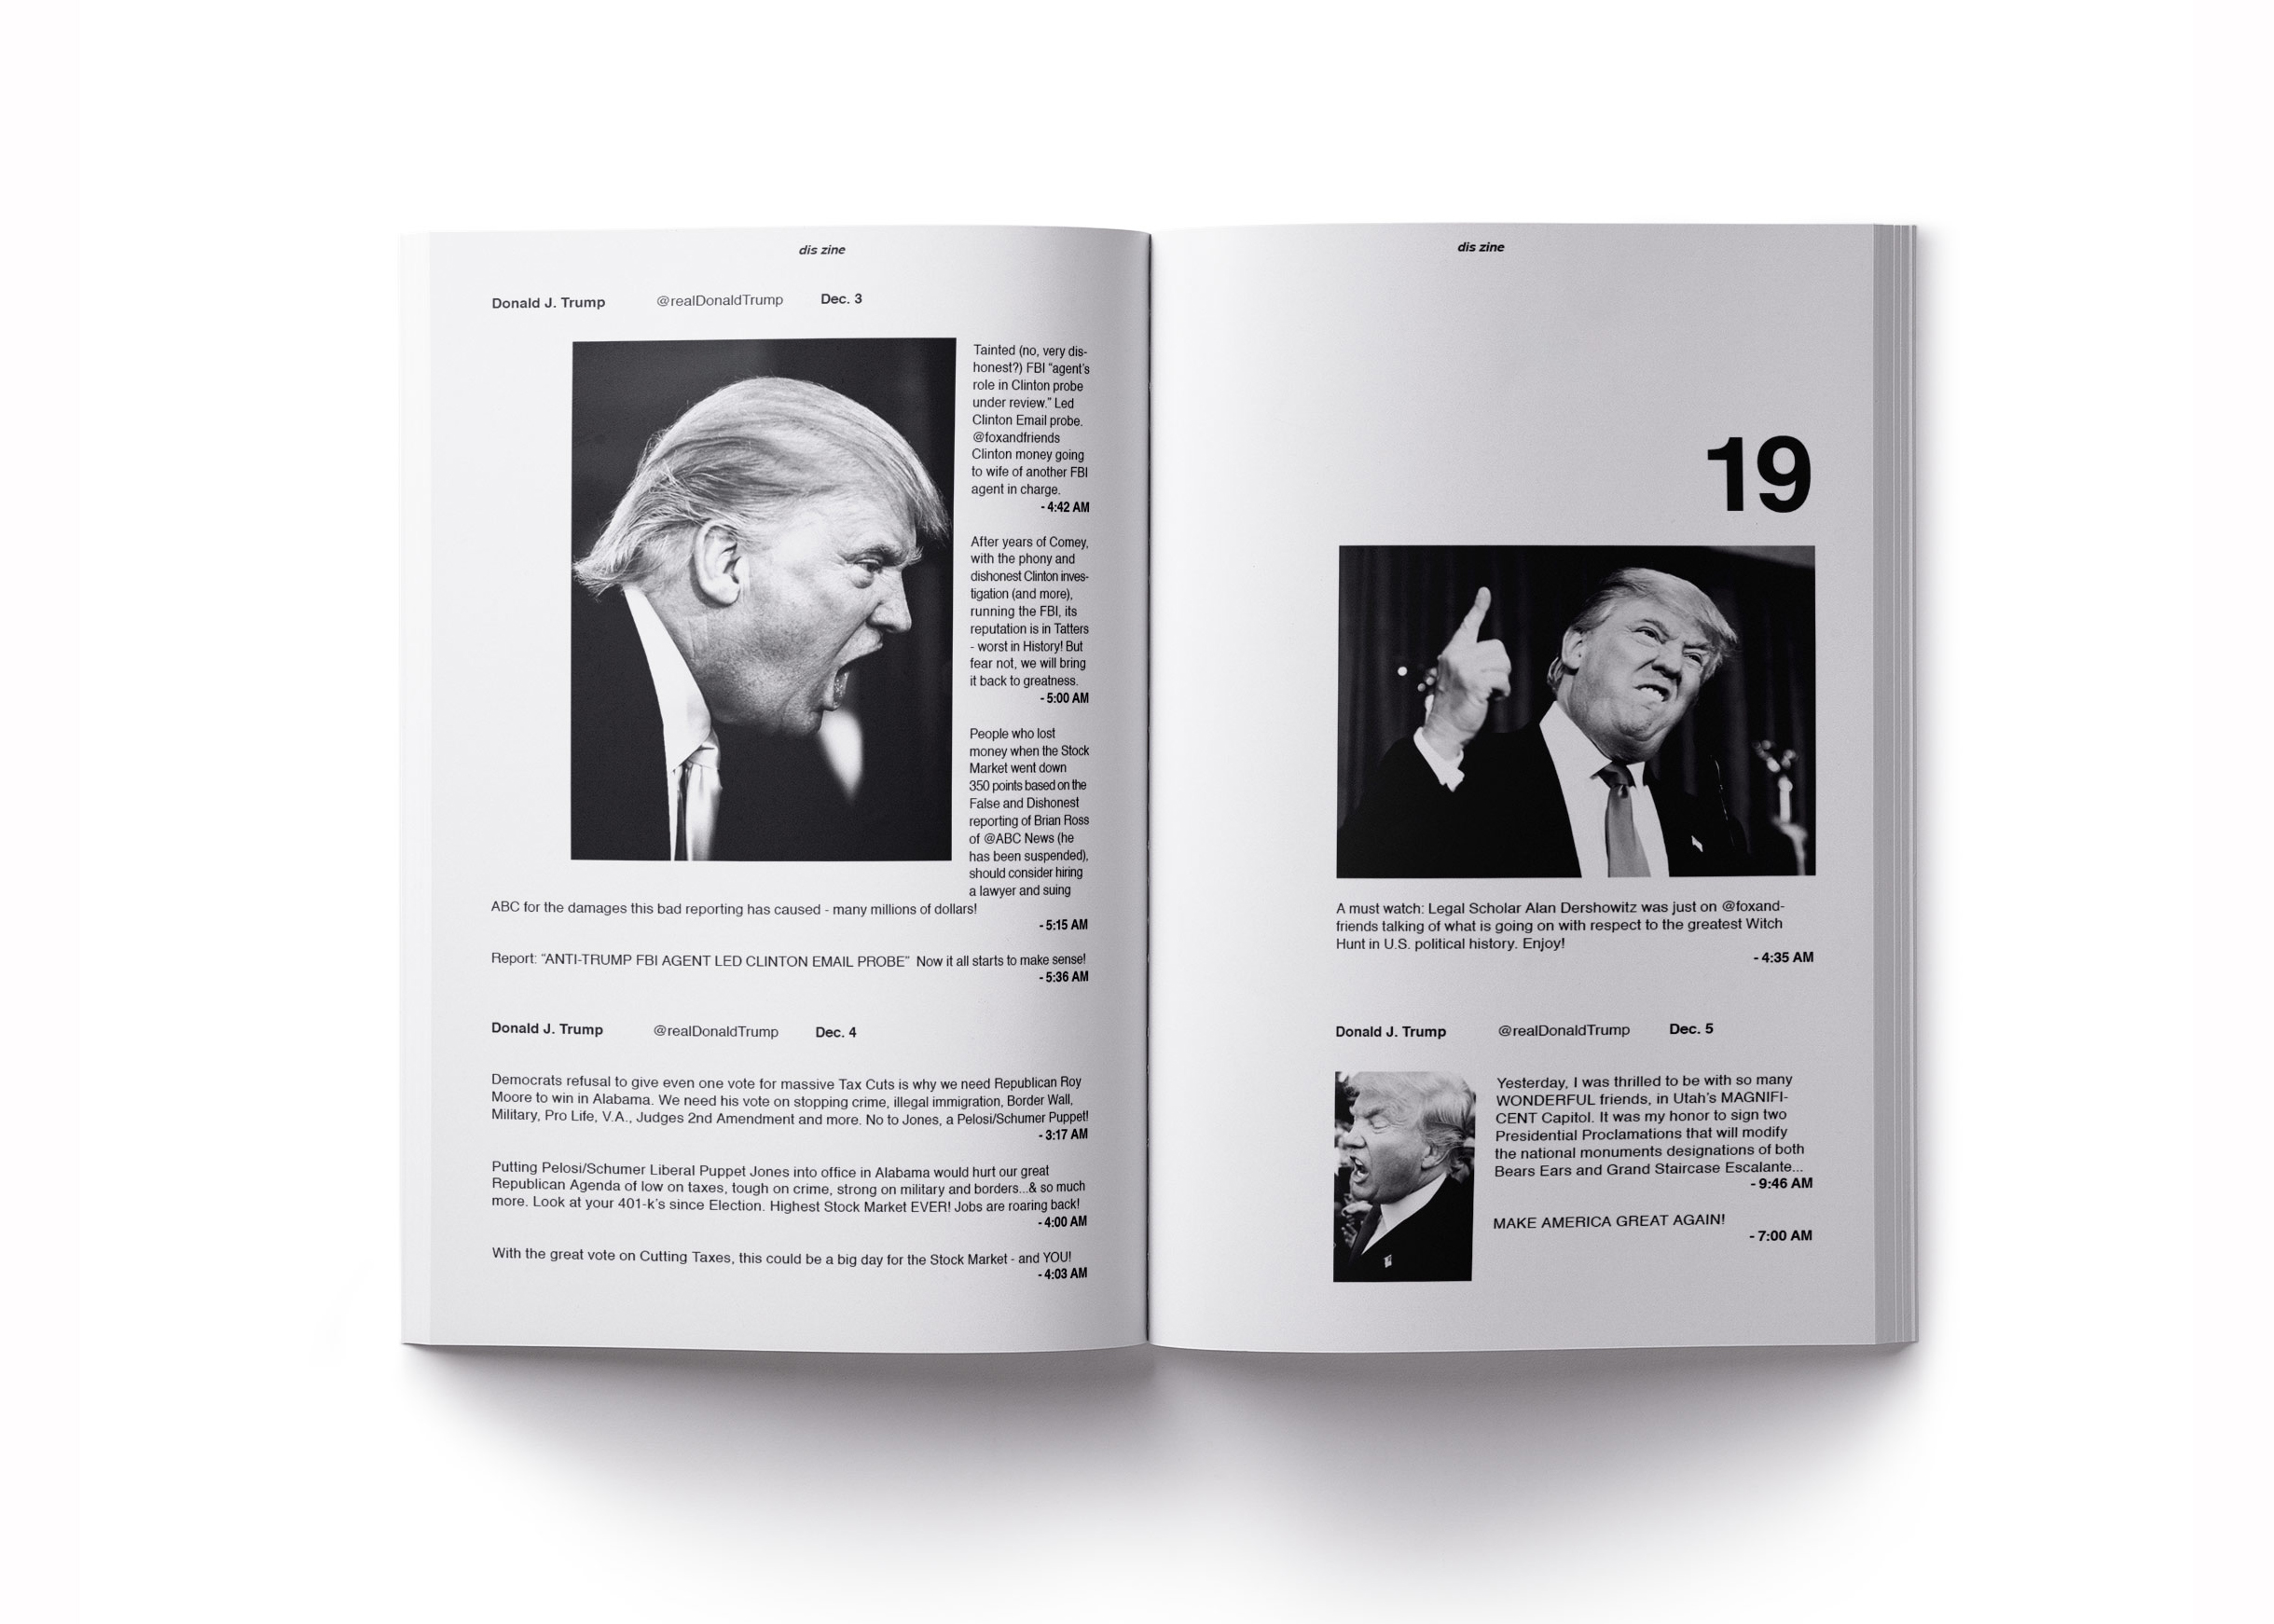 dis zine
Donald J. Trump @realDonaldTrump Dec. 3
Tainted (no, very dis-
honest?) FBI “agent’s
role in Clinton probe
under review.” Led
Clinton Email probe.
@foxandfriends
Clinton money going
to wife of another FBI
agent in charge.
- 4:42 AM
After years of Comey,
with the phony and
dishonest Clinton inves-
tigation (and more),
running the FBI, its
reputation is in Tatters
- worst in History! But
fear not, we will bring
it back to greatness.
- 5:00 AM
People who lost
money when the Stock
Market went down
350 points based on the
False and Dishonest
reporting of Brian Ross
of @ABC News (he
has been suspended),
should consider hiring
a lawyer and suing
ABC for the damages this bad reporting has caused - many millions of dollars!
- 5:15 AM
Report: “ANTI-TRUMP FBI AGENT LED CLINTON EMAIL PROBE” Now it all starts to make sense!
- 5:36 AM
Donald J. Trump @realDonaldTrump Dec. 4
Democrats refusal to give even one vote for massive Tax Cuts is why we need Republican Roy
Moore to win in Alabama. We need his vote on stopping crime, illegal immigration, Border Wall,
Military, Pro Life, V.A., Judges 2nd Amendment and more. No to Jones, a Pelosi/Schumer Puppet!
- 3:17 AM
Putting Pelosi/Schumer Liberal Puppet Jones into office in Alabama would hurt our great
Republican Agenda of low on taxes, tough on crime, strong on military and borders...& so much
more. Look at your 401-k’s since Election. Highest Stock Market EVER! Jobs are roaring back!
- 4:00 AM
With the great vote on Cutting Taxes, this could be a big day for the Stock Market - and YOU!
- 4:03 AM
dis zine
19
A must watch: Legal Scholar Alan Dershowitz was just on @foxand-
friends talking of what is going on with respect to the greatest Witch
Hunt in U.S. political history. Enjoy!
- 4:35 AM
Donald J. Trump @realDonaldTrump Dec. 5
Yesterday, I was thrilled to be with so many
WONDERFUL friends, in Utah’s MAGNIFI-
CENT Capitol. It was my honor to sign two
Presidential Proclamations that will modify
the national monuments designations of both
Bears Ears and Grand Staircase Escalante...
- 9:46 AM
MAKE AMERICA GREAT AGAIN!
- 7:00 AM